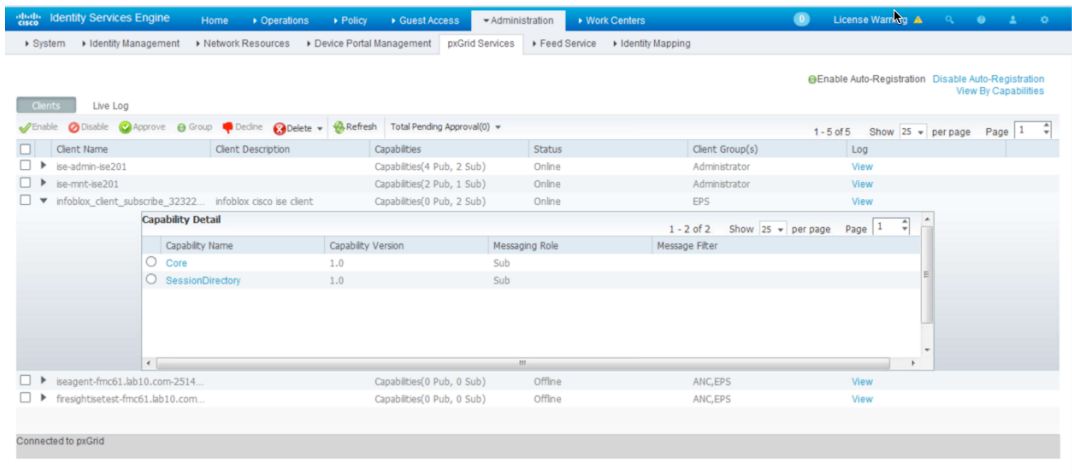 cisco Identity Services Engine Home Operations Policy Guest Access Administration Work Centers 0 License Warning
System Identity Management Network Resources Device Portal Management pxGrid Services Feed Service Identity Mapping
Enable Auto-Registration Disable Auto-Registration
View By Capabilities
Clients Live Log
Enable Disable Approve Group Decline Delete Refresh Total Pending Approval(0)
1 - 5 of 5 Show 25 per page Page 1
Client Name Client Description Capabilities Status Client Group(s) Log
ise-admin-ise201 Capabilities(4 Pub, 2 Sub) Online Administrator View
ise-mnt-ise201 Capabilities(2 Pub, 1 Sub) Online Administrator View
infoblox_client_subscribe_32322... infoblox cisco ise client Capabilities(0 Pub, 2 Sub) Online EPS View
Capability Detail
1 - 2 of 2 Show 25 per page Page 1
Capability Name Capability Version Messaging Role Message Filter
Core 1.0 Sub
SessionDirectory 1.0 Sub
iseagent-fmc61.lab10.com-2514... Capabilities(0 Pub, 0 Sub) Offline ANC,EPS View
firesightisetest-fmc61.lab10.com... Capabilities(0 Pub, 0 Sub) Offline ANC,EPS View
Connected to pxGrid